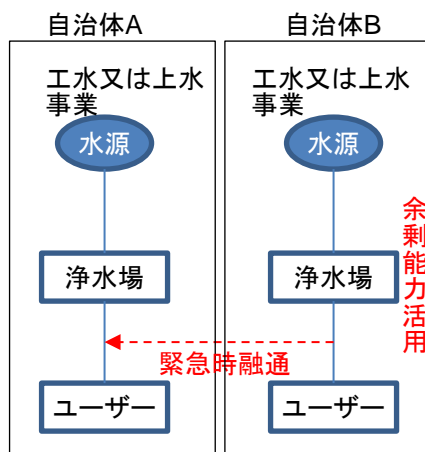 自治体A
工水又は上水
事業
水源
浄水場
ユーザー
自治体B
工水又は上水
事業
水源
浄水場
ユーザー
余剰能力活用
緊急時融通